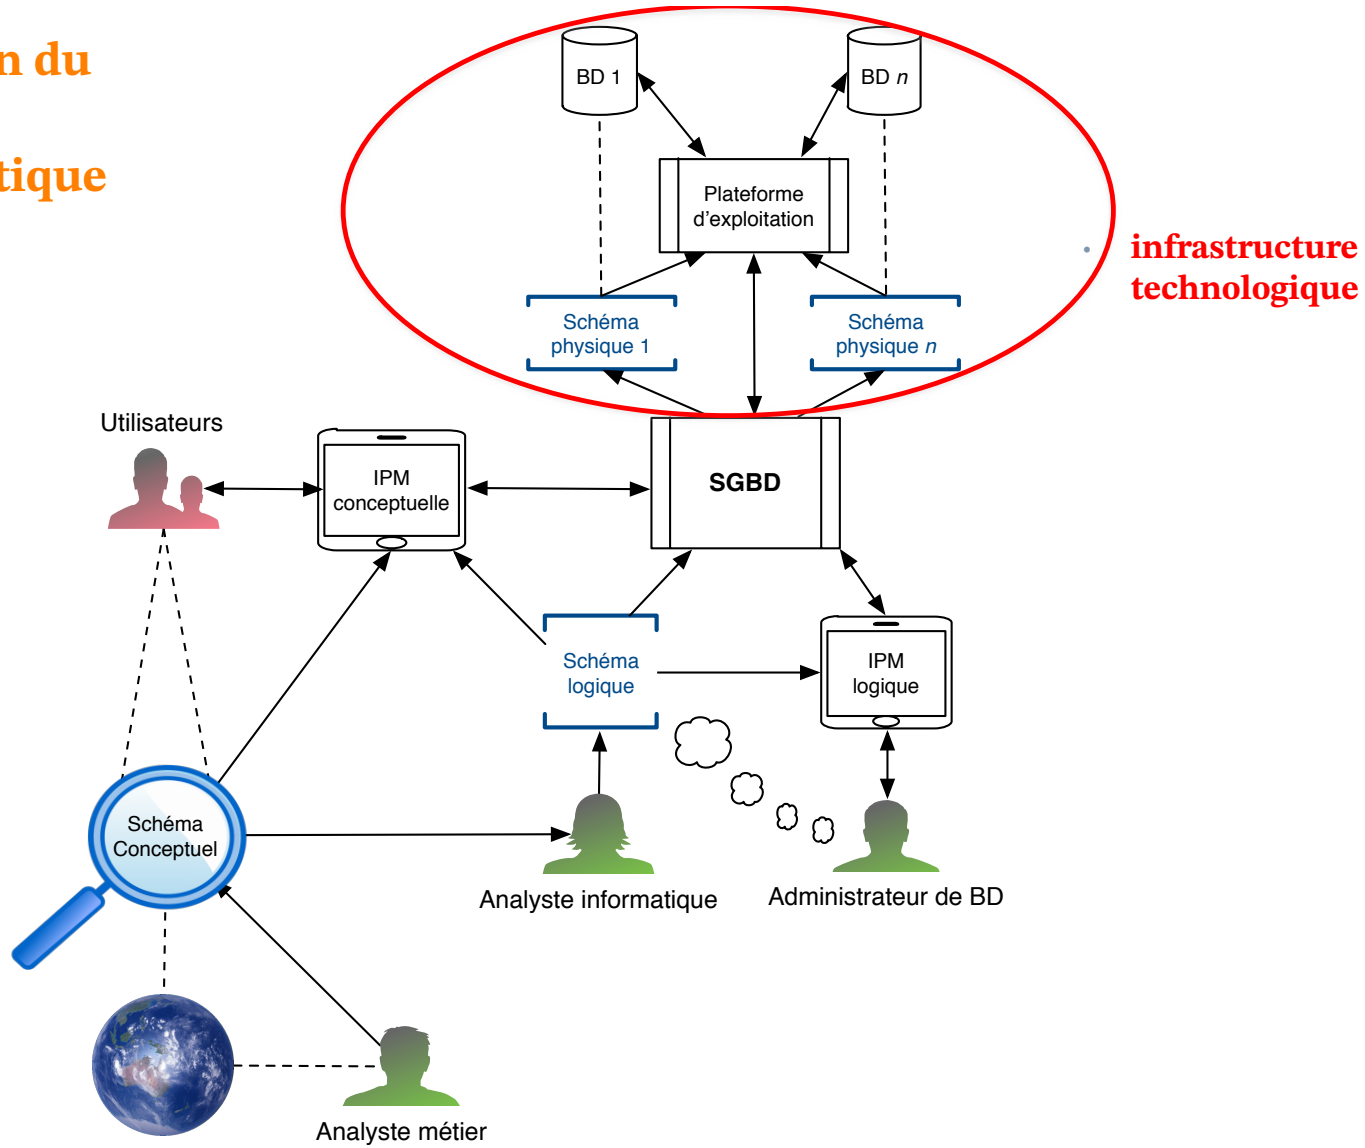 n du
tique
BD 1
BD n
Plateforme
d'exploitation
infrastructure
technologique
Schéma
physique 1
Schéma
physique n
Utilisateurs
IPM
conceptuelle
SGBD
Schéma
logique
IPM
logique
Schéma
Conceptuel
Analyste informatique
Administrateur de BD
Analyste métier